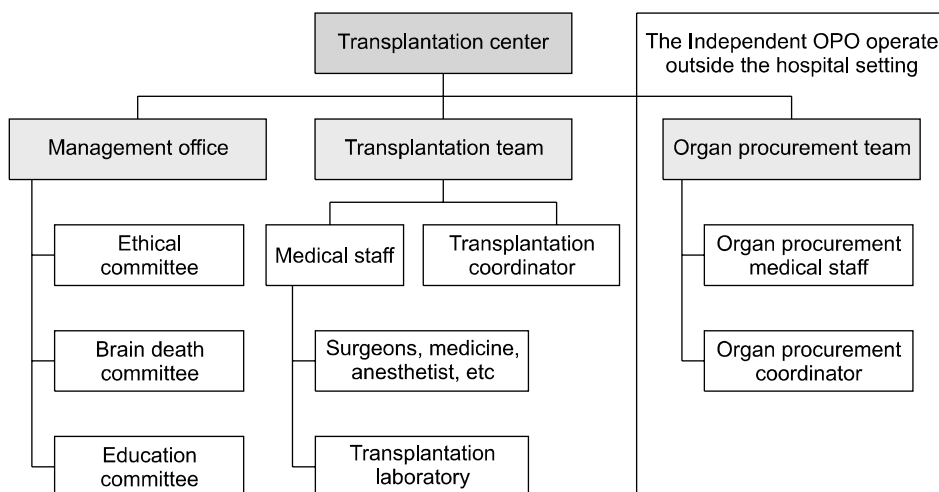 Transplantation center
The Independent OPO operate
outside the hospital setting
Management office
Transplantation team
Organ procurement team
Ethical
committee
Medical staff
Transplantation
coordinator
Organ procurement
medical staff
Brain death
committee
Surgeons, medicine,
anesthetist, etc
Organ procurement
coordinator
Education
committee
Transplantation
laboratory